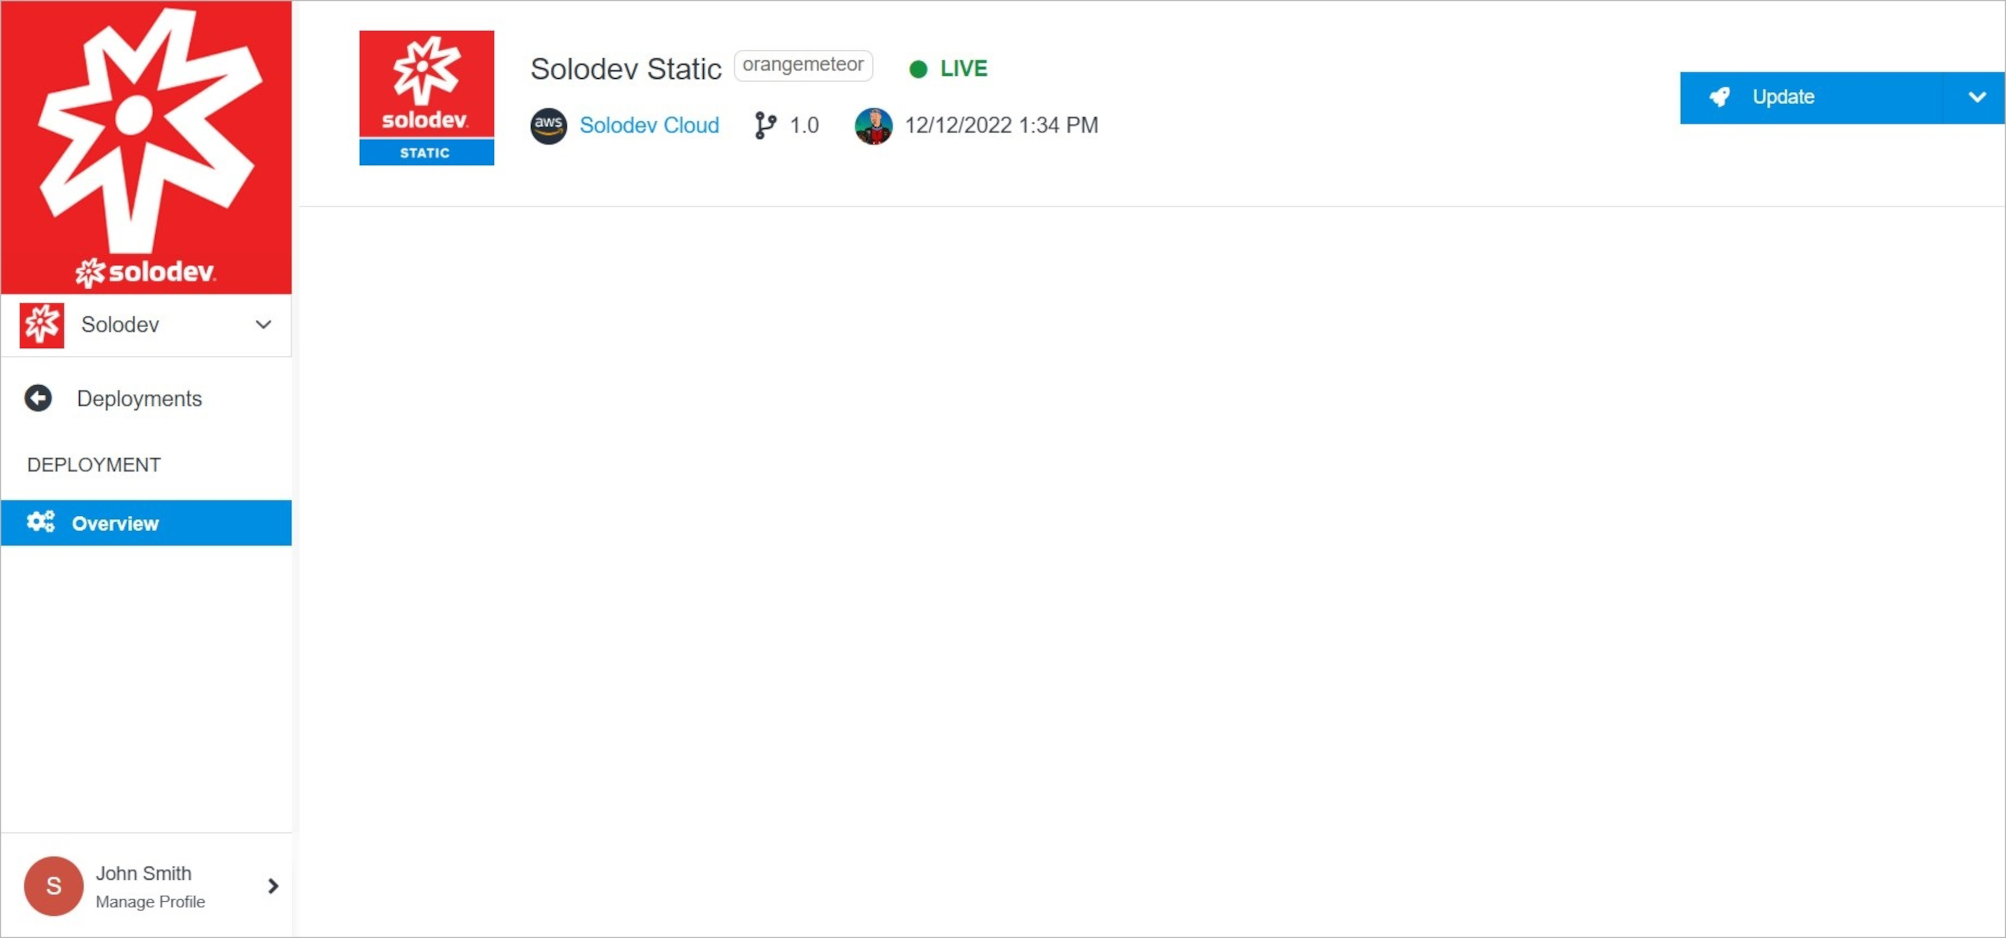 solodev
Solodev
Deployments
DEPLOYMENT
Overview
S
John Smith
Manage Profile
solodev
STATIC
Solodev Static orangemeteor LIVE
aws Solodev Cloud 1.0 12/12/2022 1:34 PM
Update